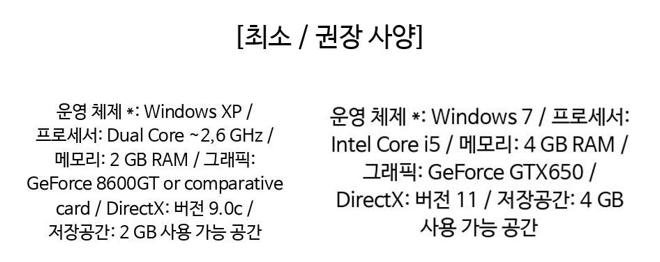 [최소 / 권장 사양]
운영 체제 *: Windows XP /
프로세서: Dual Core ~2,6 GHz /
메모리: 2 GB RAM / 그래픽:
GeForce 8600GT or comparative
card / DirectX: 버전 9.0c /
저장공간: 2 GB 사용 가능 공간
운영 체제 *: Windows 7 / 프로세서:
Intel Core i5 / 메모리: 4 GB RAM /
그래픽: GeForce GTX650 /
DirectX: 버전 11 / 저장공간: 4 GB
사용 가능 공간